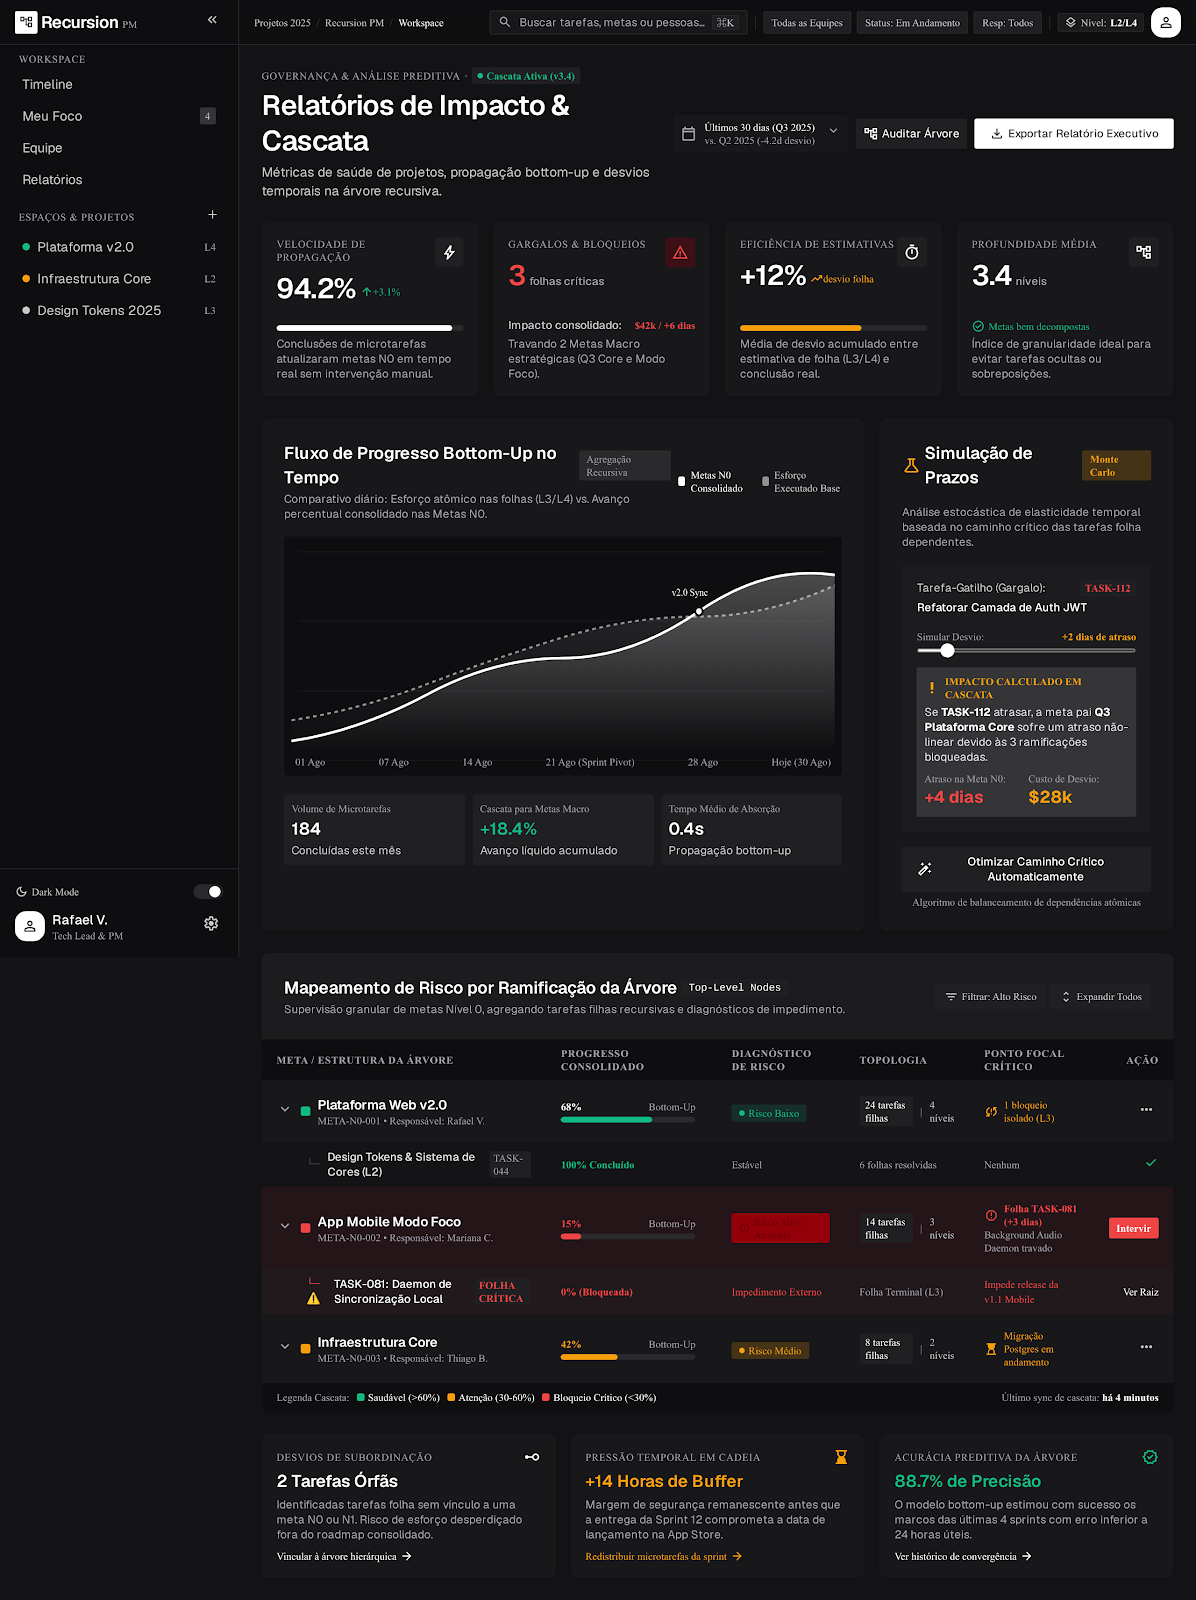 Recursion PM
Projetos 2025 / Recursion PM / Workspace
Buscar tarefas, metas ou pessoas... ⌘K
Todas as Equipes
Status: Em Andamento
Resp: Todos
Nível: L2/L4
WORKSPACE
Timeline
Meu Foco 4
Equipe
Relatórios
ESPAÇOS & PROJETOS +
Plataforma v2.0 L4
Infraestrutura Core L2
Design Tokens 2025 L3
Dark Mode
Rafael V.
Tech Lead & PM
GOVERNANÇA & ANÁLISE PREDITIVA • Cascata Ativa (v3.4)
Relatórios de Impacto &
Cascata
Métricas de saúde de projetos, propagação bottom-up e desvios
temporais na árvore recursiva.
Últimos 30 dias (Q3 2025)
vs. Q2 2025 (-4.2d desvio)
Auditar Árvore
Exportar Relatório Executivo
VELOCIDADE DE
PROPAGAÇÃO
94.2% +3.1%
Conclusões de microtarefas
atualizaram metas N0 em tempo
real sem intervenção manual.
GARGALOS & BLOQUEIOS
3 folhas críticas
Impacto consolidado: $42k / +6 dias
Travando 2 Metas Macro
estratégicas (Q3 Core e Modo
Foco).
EFICIÊNCIA DE ESTIMATIVAS
+12% desvio folha
Média de desvio acumulado entre
estimativa de folha (L3/L4) e
conclusão real.
PROFUNDIDADE MÉDIA
3.4 níveis
Metas bem decompostas
Índice de granularidade ideal para
evitar tarefas ocultas ou
sobreposições.
Fluxo de Progresso Bottom-Up no
Tempo
Agregação
Recursiva
Metas N0
Consolidado
Esforço
Executado Base
Comparativo diário: Esforço atômico nas folhas (L3/L4) vs. Avanço
percentual consolidado nas Metas N0.
v2.0 Sync
01 Ago 07 Ago 14 Ago 21 Ago (Sprint Pivot) 28 Ago Hoje (30 Ago)
Volume de Microtarefas
184
Concluídas este mês
Cascata para Metas Macro
+18.4%
Avanço líquido acumulado
Tempo Médio de Absorção
0.4s
Propagação bottom-up
Simulação de
Prazos
Monte
Carlo
Análise estocástica de elasticidade temporal
baseada no caminho crítico das tarefas folha
dependentes.
Tarefa-Gatilho (Gargalo): TASK-112
Refatorar Camada de Auth JWT
Simular Desvio: +2 dias de atraso
IMPACTO CALCULADO EM
CASCATA
Se TASK-112 atrasar, a meta pai Q3
Plataforma Core sofre um atraso não-
linear devido às 3 ramificações
bloqueadas.
Atraso na Meta N0: Custo de Desvio:
+4 dias $28k
Otimizar Caminho Crítico
Automaticamente
Algoritmo de balanceamento de dependências atômicas
Mapeamento de Risco por Ramificação da Árvore Top-Level Nodes
Supervisão granular de metas Nível 0, agregando tarefas filhas recursivas e diagnósticos de impedimento.
Filtrar: Alto Risco
Expandir Todos
META / ESTRUTURA DA ÁRVORE
PROGRESSO
CONSOLIDADO
DIAGNÓSTICO
DE RISCO
TOPOLOGIA
PONTO FOCAL
CRÍTICO
AÇÃO
Plataforma Web v2.0
META-N0-001 • Responsável: Rafael V.
68% Bottom-Up
Risco Baixo
24 tarefas
filhas
| 4
níveis
1 bloqueio
isolado (L3)
Design Tokens & Sistema de
Cores (L2)
TASK-
044
100% Concluído
Estável
6 folhas resolvidas
Nenhum
App Mobile Modo Foco
META-N0-002 • Responsável: Mariana C.
15% Bottom-Up
14 tarefas
filhas
| 3
níveis
Folha TASK-081
(+3 dias)
Background Audio
Daemon travado
Intervir
TASK-081: Daemon de
Sincronização Local
FOLHA
CRÍTICA
0% (Bloqueada)
Impedimento Externo
Folha Terminal (L3)
Impede release da
v1.1 Mobile
Ver Raiz
Infraestrutura Core
META-N0-003 • Responsável: Thiago B.
42% Bottom-Up
Risco Médio
8 tarefas
filhas
| 2
níveis
Migração
Postgres em
andamento
Legenda Cascata: Saudável (>60%) Atenção (30-60%) Bloqueio Crítico (<30%)
Último sync de cascata: há 4 minutos
DESVIOS DE SUBORDINAÇÃO
2 Tarefas Órfãs
Identificadas tarefas folha sem vínculo a uma
meta N0 ou N1. Risco de esforço desperdiçado
fora do roadmap consolidado.
Vincular à árvore hierárquica →
PRESSÃO TEMPORAL EM CADEIA
+14 Horas de Buffer
Margem de segurança remanescente antes que
a entrega da Sprint 12 comprometa a data de
lançamento na App Store.
Redistribuir microtarefas da sprint →
ACURÁCIA PREDITIVA DA ÁRVORE
88.7% de Precisão
O modelo bottom-up estimou com sucesso os
marcos das últimas 4 sprints com erro inferior a
24 horas úteis.
Ver histórico de convergência →